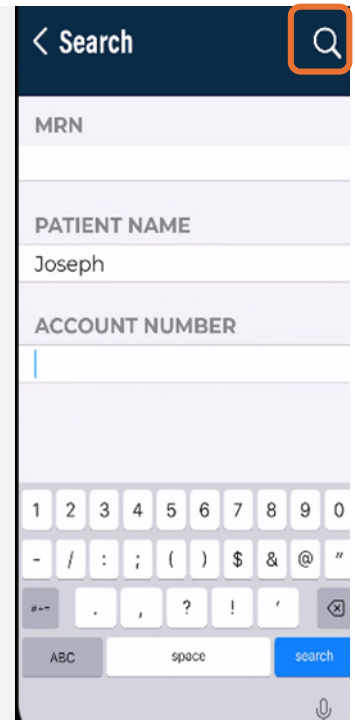 < Search
MRN
PATIENT NAME
Joseph
ACCOUNT NUMBER
1 2 3 4 5 6 7 8 9 0
- / : ; ( ) $ & @ "
#+= . , ? ! '
ABC space search